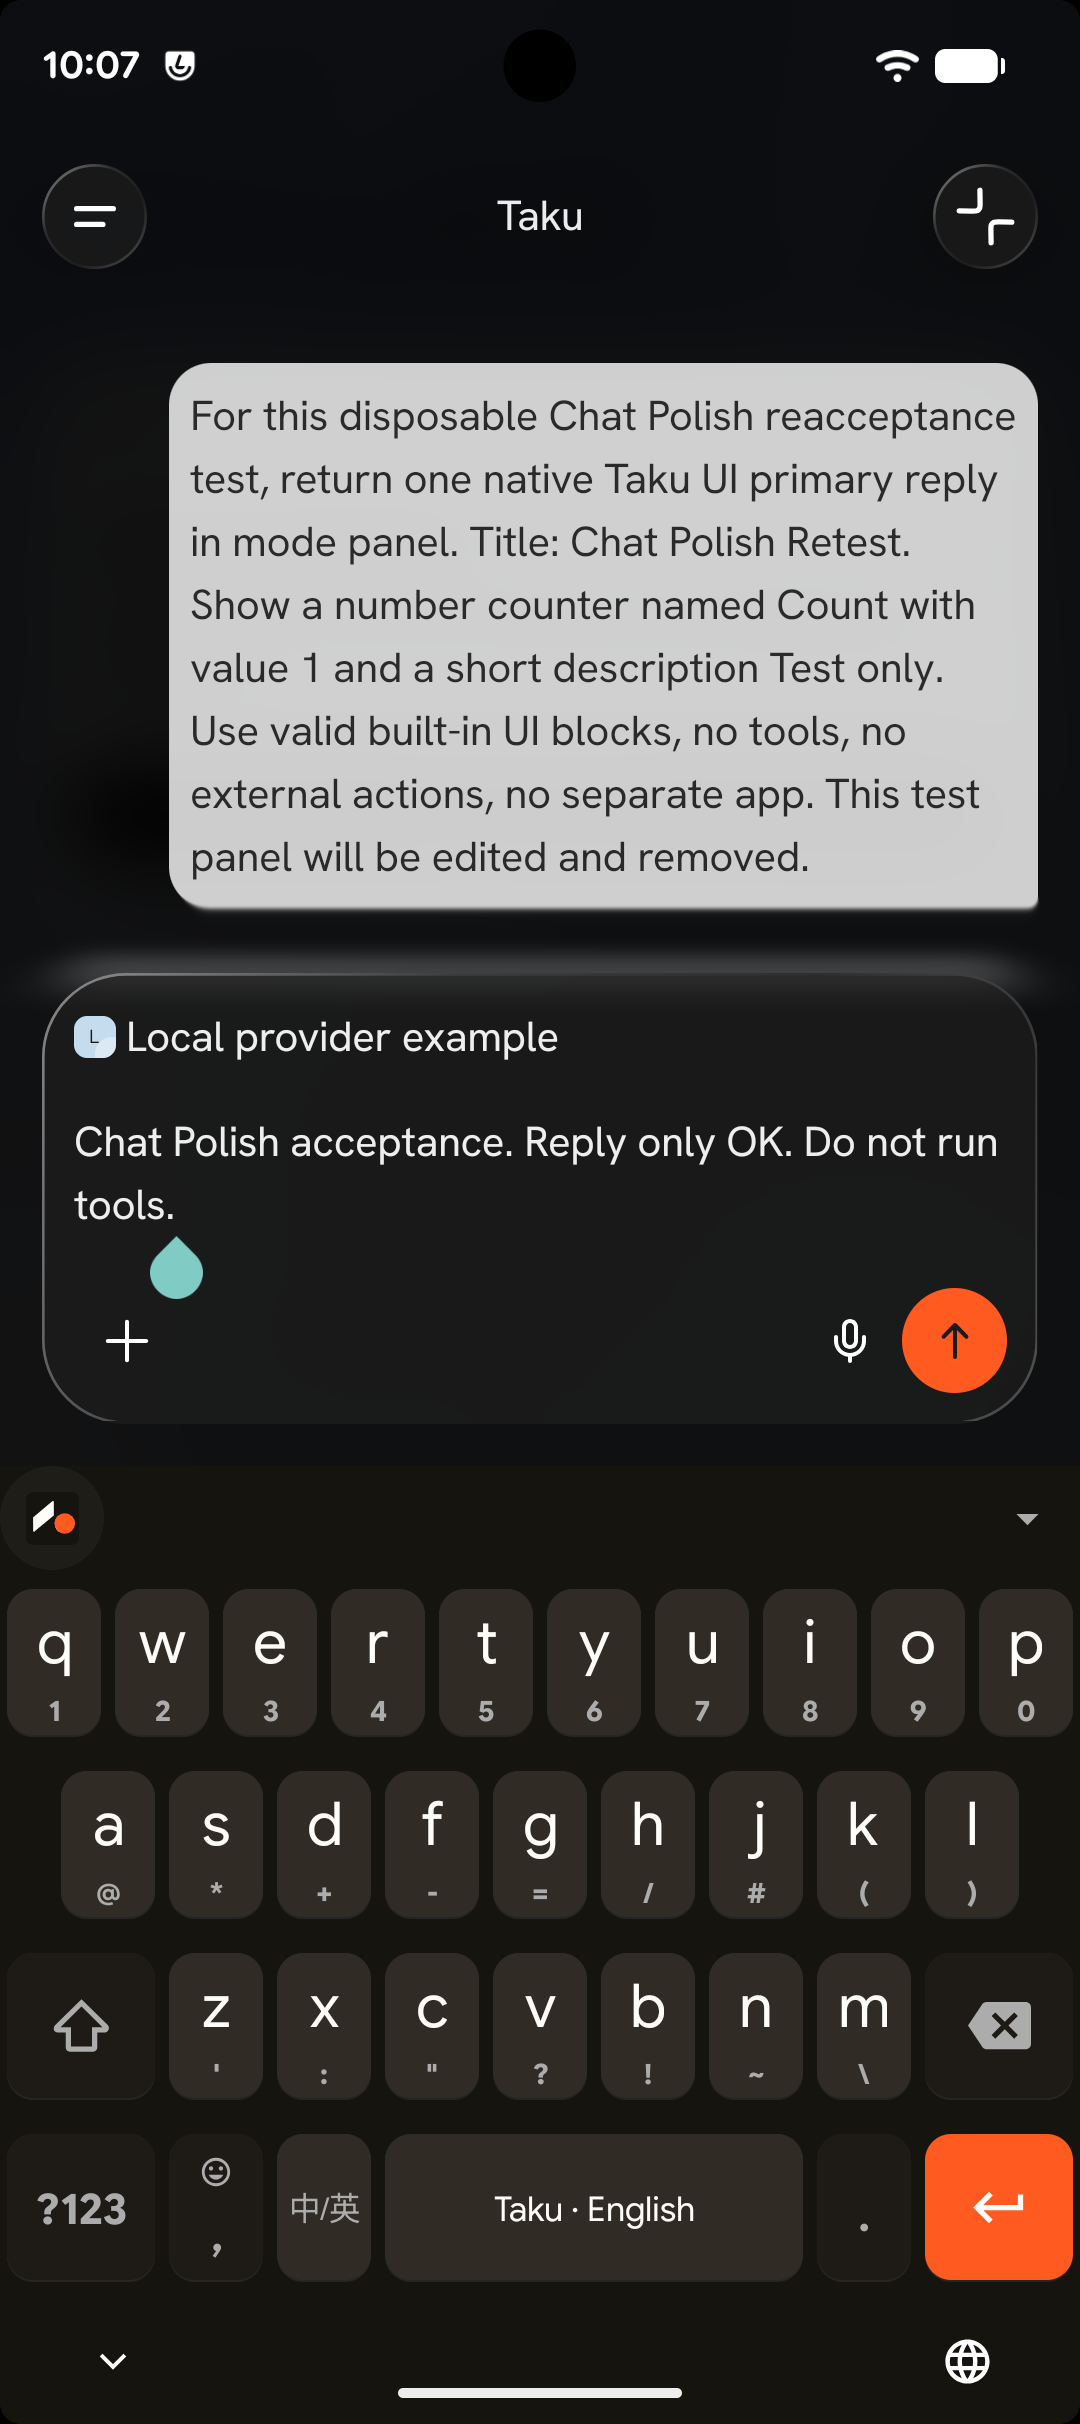 10:07
Taku
For this disposable Chat Polish reacceptance
test, return one native Taku UI primary reply
in mode panel. Title: Chat Polish Retest.
Show a number counter named Count with
value 1 and a short description Test only.
Use valid built-in UI blocks, no tools, no
external actions, no separate app. This test
panel will be edited and removed.
L Local provider example
Chat Polish acceptance. Reply only OK. Do not run
tools.
q w e r t y u i o p
1 2 3 4 5 6 7 8 9 0
a s d f g h j k l
@ * + - = / # ( )
z x c v b n m
' : " ? ! ~ \
?123 , 中/英 Taku · English .